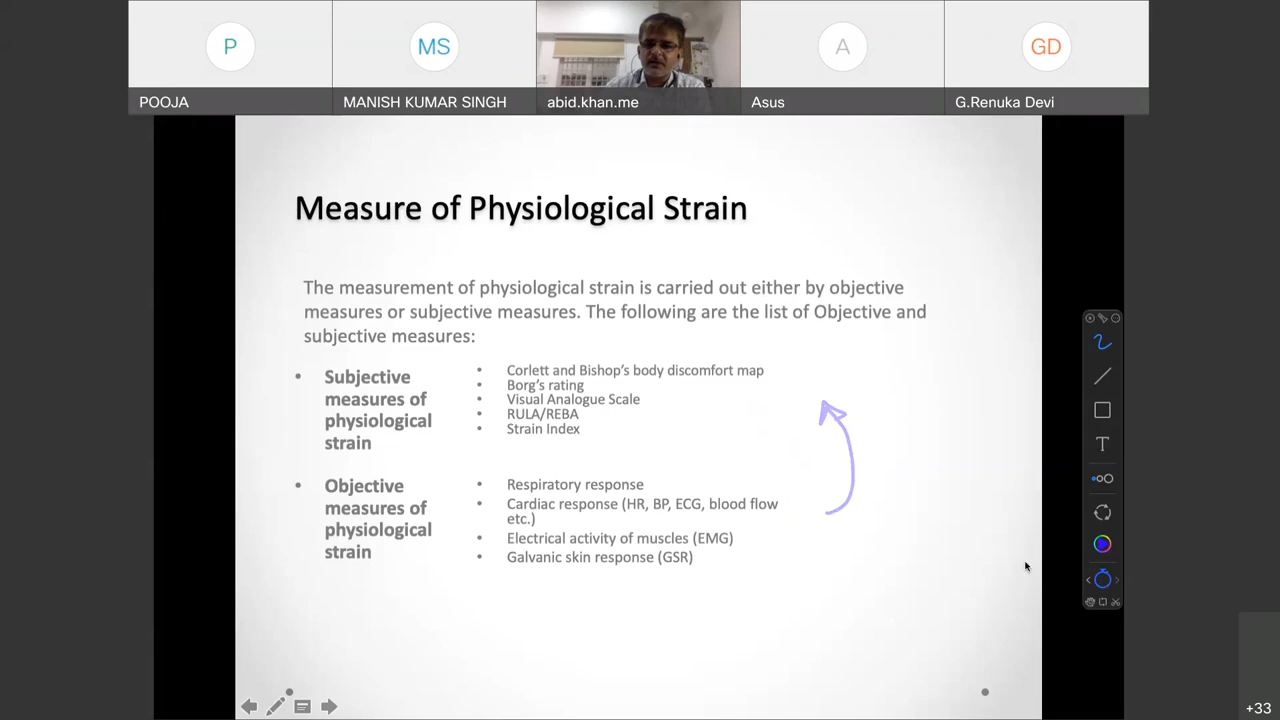 P
MS
A
GD
POOJA
MANISH KUMAR SINGH
abid.khan.me
Asus
G.Renuka Devi
Measure of Physiological Strain
The measurement of physiological strain is carried out either by objective
measures or subjective measures. The following are the list of Objective and
subjective measures:
• Subjective
measures of
physiological
strain
• Corlett and Bishop's body discomfort map
• Borg's rating
• Visual Analogue Scale
• RULA/REBA
• Strain Index
• Objective
measures of
physiological
strain
• Respiratory response
• Cardiac response (HR, BP, ECG, blood flow
etc.)
• Electrical activity of muscles (EMG)
• Galvanic skin response (GSR)
T
+33